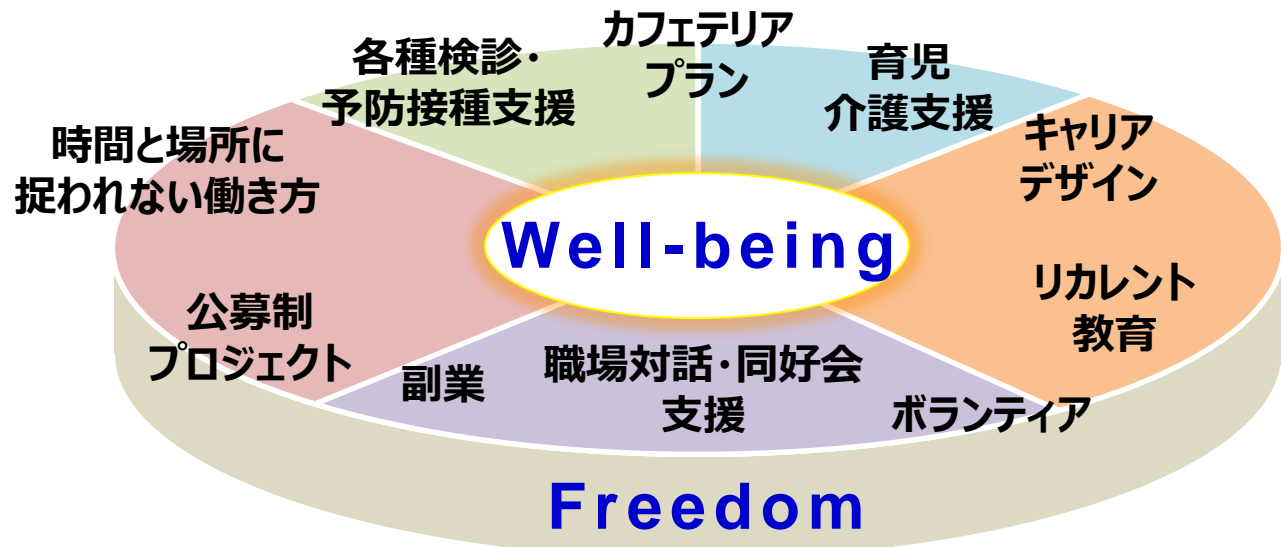 カフェテリア
プラン
各種検診・
予防接種支援
育児
介護支援
時間と場所に
捉われない働き方
キャリア
デザイン
Well-being
リカレント
教育
公募制
プロジェクト
副業
職場対話・同好会
支援
ボランティア
Freedom